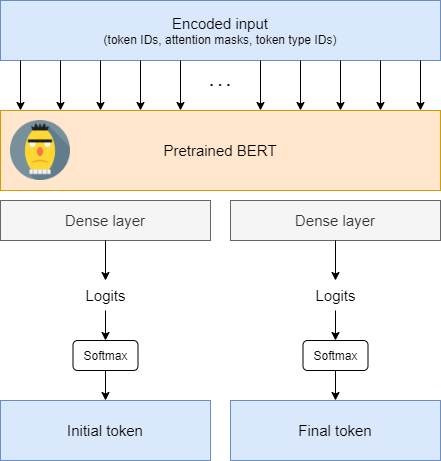 Encoded input
(token IDs, attention masks, token type IDs)
...
Pretrained BERT
Dense layer Dense layer
Logits Logits
Softmax Softmax
Initial token Final token